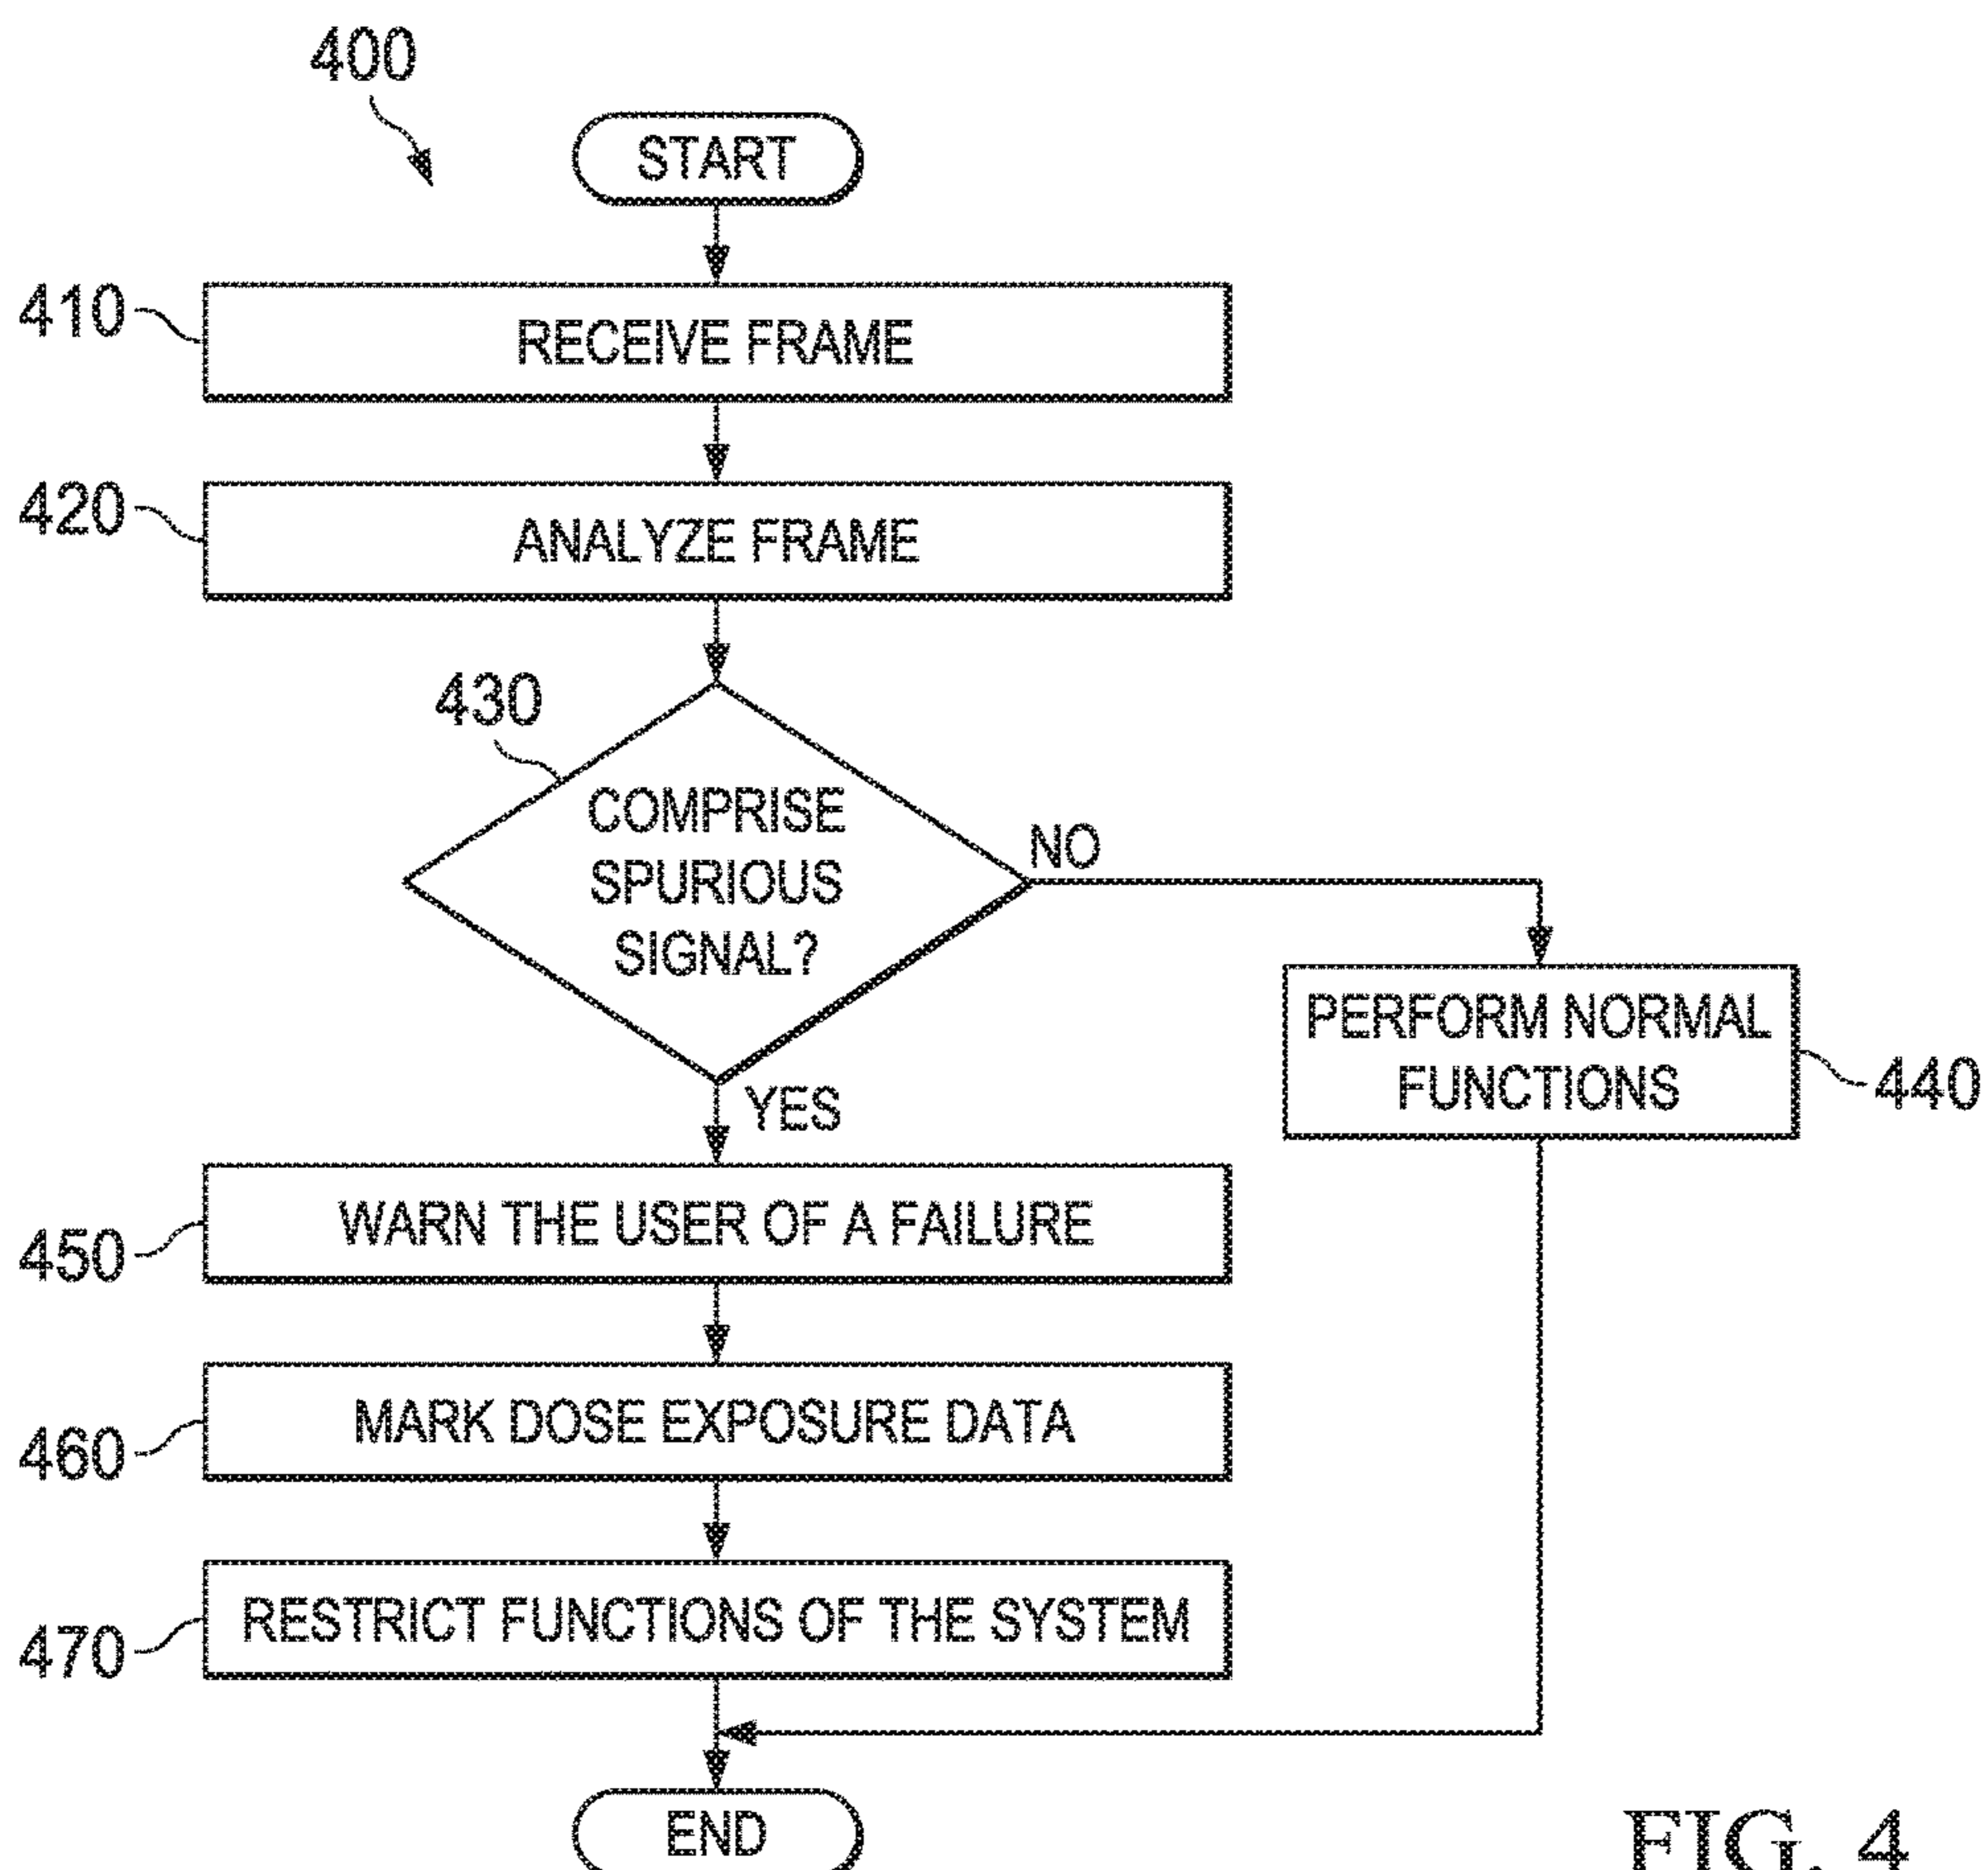 400
START
410
RECEIVE FRAME
420
ANALYZE FRAME
430
COMPRISE
SPURIOUS
SIGNAL?
NO
YES
PERFORM NORMAL
FUNCTIONS
440
450
WARN THE USER OF A FAILURE
460
MARK DOSE EXPOSURE DATA
470
RESTRICT FUNCTIONS OF THE SYSTEM
END
FIG. 4